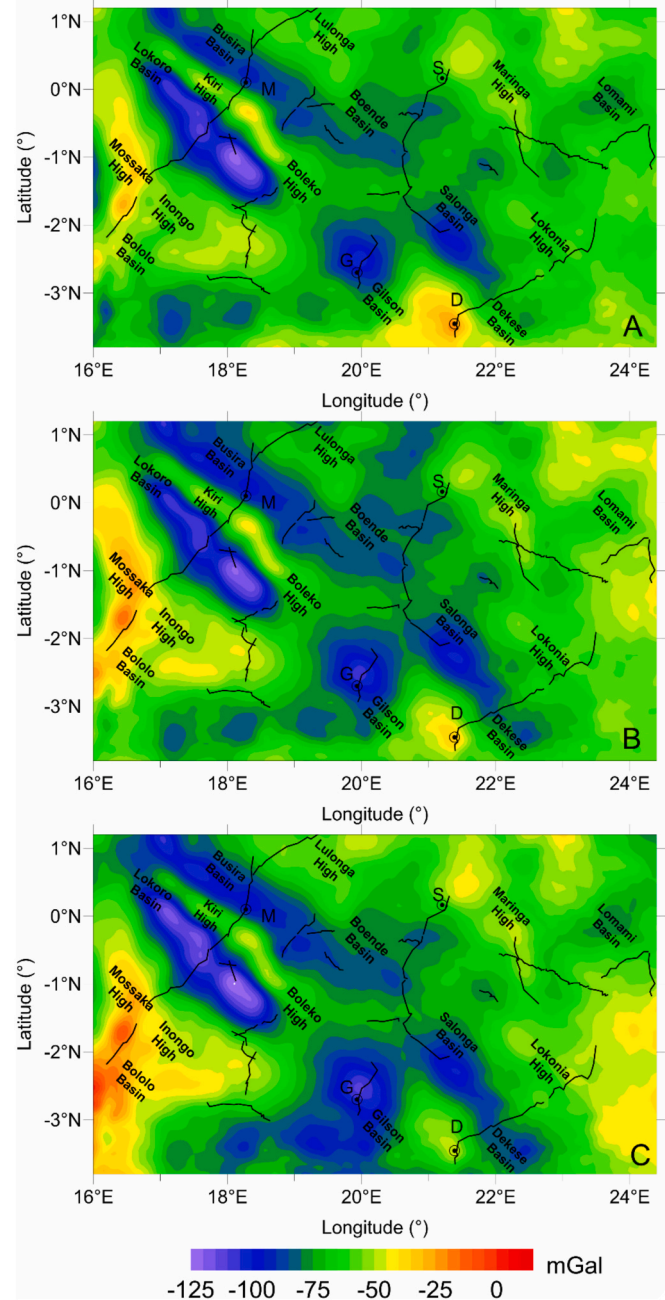 1°N
0°N
-1°N
-2°N
-3°N
Latitude (°)
Lokoro
Basin
Busira
Basin
Lulonga
High
Kiri
High
M
S
Boende
Basin
Maringa
High
Lomami
Basin
Mossaka
High
Inongo
High
Boleko
High
Bololo
Basin
Salonga
Basin
Lokonia
High
G
Gilson
Basin
D
Dekese
Basin
A
16°E
18°E
20°E
22°E
24°E
Longitude (°)
1°N
0°N
-1°N
-2°N
-3°N
Latitude (°)
Lokoro
Basin
Busira
Basin
Lulonga
High
Kiri
High
M
S
Boende
Basin
Maringa
High
Lomami
Basin
Mossaka
High
Inongo
High
Boleko
High
Bololo
Basin
Salonga
Basin
Lokonia
High
G
Gilson
Basin
D
Dekese
Basin
B
16°E
18°E
20°E
22°E
24°E
Longitude (°)
1°N
0°N
-1°N
-2°N
-3°N
Latitude (°)
Lokoro
Basin
Busira
Basin
Lulonga
High
Kiri
High
M
S
Boende
Basin
Maringa
High
Lomami
Basin
Mossaka
High
Inongo
High
Boleko
High
Bololo
Basin
Salonga
Basin
Lokonia
High
G
Gilson
Basin
D
Dekese
Basin
C
16°E
18°E
20°E
22°E
24°E
Longitude (°)
-125 -100 -75 -50 -25 0 mGal